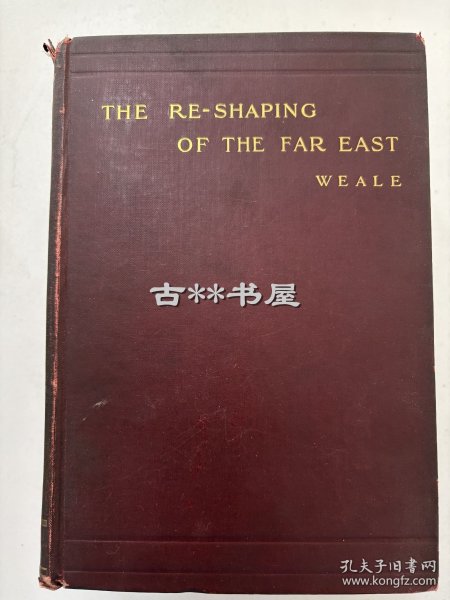 THE RE-SHAPING
OF THE FAR EAST
WEALE
古**书屋
孔夫子旧书网
www.kongfz.com